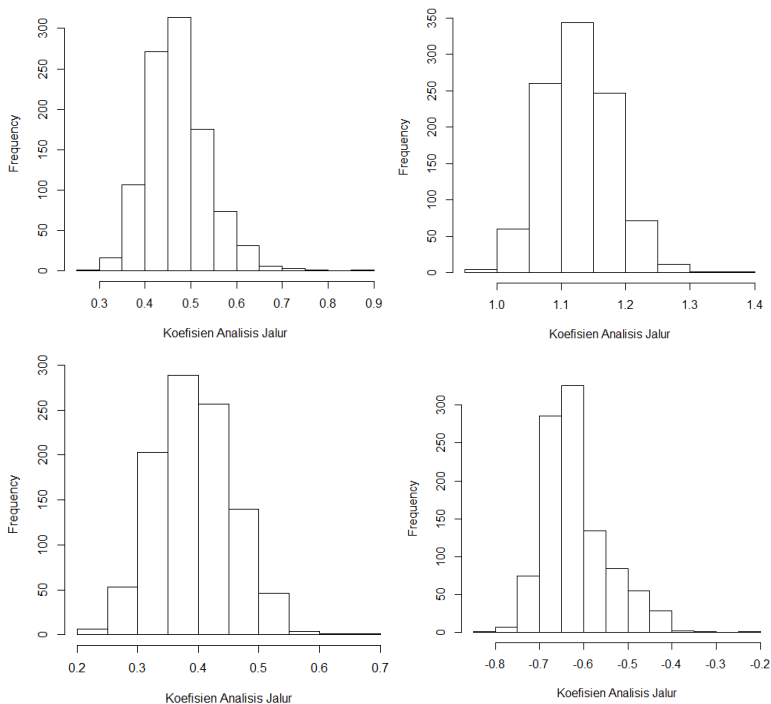 Frequency
0 50 100 150 200 250 300
0.3 0.4 0.5 0.6 0.7 0.8 0.9
Koefisien Analisis Jalur
Frequency
0 50 100 150 200 250 300 350
1.0 1.1 1.2 1.3 1.4
Koefisien Analisis Jalur
Frequency
0 50 100 150 200 250 300
0.2 0.3 0.4 0.5 0.6 0.7
Koefisien Analisis Jalur
Frequency
0 50 100 150 200 250 300
-0.8 -0.7 -0.6 -0.5 -0.4 -0.3 -0.2
Koefisien Analisis Jalur